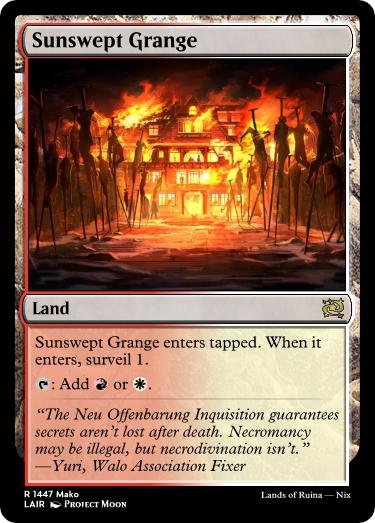 Sunswept Grange
Land
Sunswept Grange enters tapped. When it
enters, surveil 1.
: Add or .
“The Neu Offenbarung Inquisition guarantees
secrets aren't lost after death. Necromancy
may be illegal, but necrodivination isn't.”
—Yuri, Walo Association Fixer
R 1447 Mako
LAIR Project Moon
Lands of Ruina — Nix